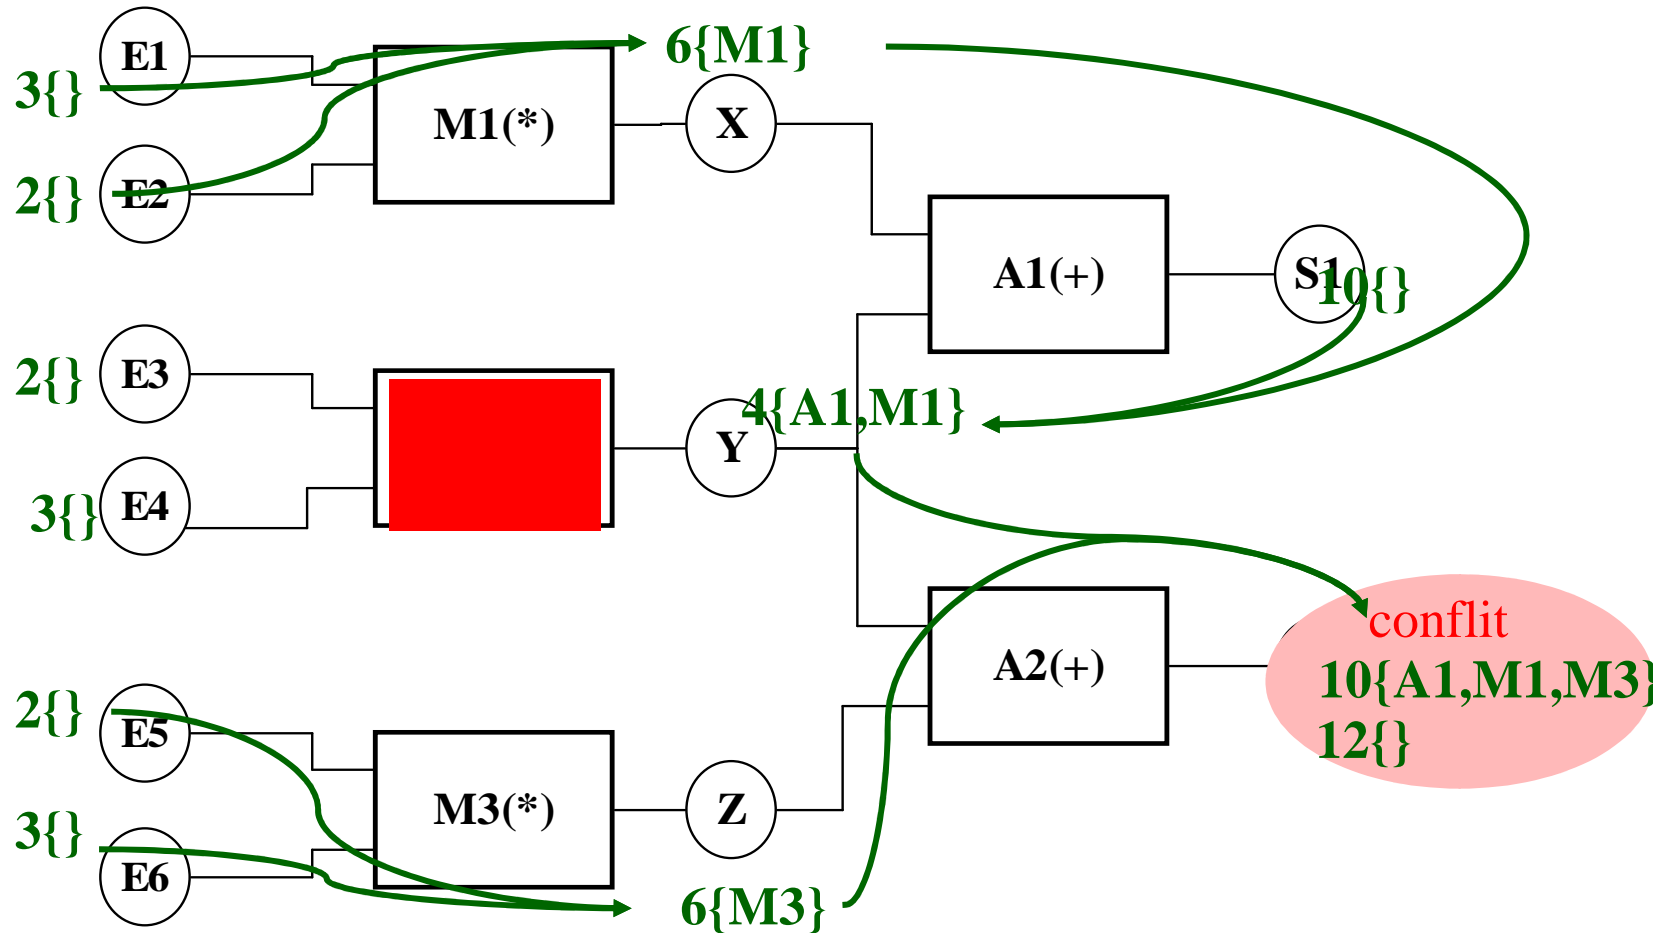 E1
3{}
6{M1}
M1(*)
X
2{}
E2
A1(+)
S1
10{}
2{}
E3
4{A1,M1}
Y
3{}
E4
conflit
A2(+)
10{A1,M1,M3}
12{}
2{}
E5
M3(*)
Z
3{}
E6
6{M3}